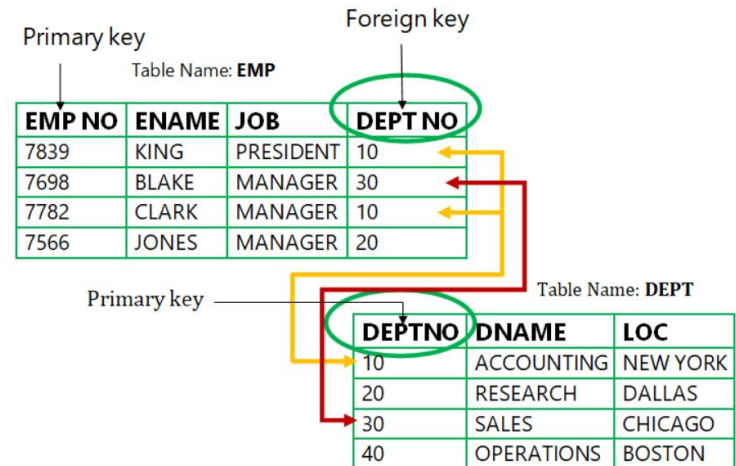 Foreign key
Primary key
Table Name: EMP
EMP NO ENAME JOB DEPT NO
7839 KING PRESIDENT 10
7698 BLAKE MANAGER 30
7782 CLARK MANAGER 10
7566 JONES MANAGER 20
Table Name: DEPT
Primary key
DEPTNO DNAME LOC
10 ACCOUNTING NEW YORK
20 RESEARCH DALLAS
30 SALES CHICAGO
40 OPERATIONS BOSTON